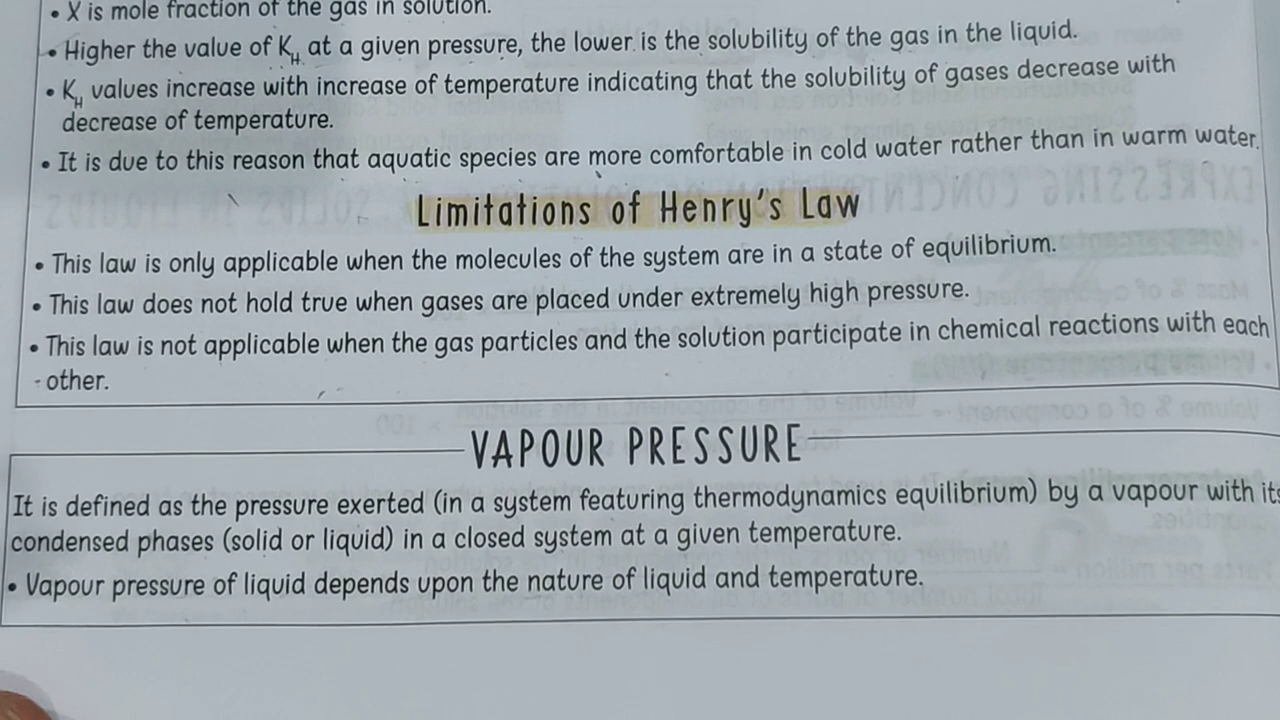 • X is mole fraction of the gas in solution.
• Higher the value of K_H at a given pressure, the lower is the solubility of the gas in the liquid.
• K_H values increase with increase of temperature indicating that the solubility of gases decrease with
decrease of temperature.
• It is due to this reason that aquatic species are more comfortable in cold water rather than in warm water.
Limitations of Henry's Law
• This law is only applicable when the molecules of the system are in a state of equilibrium.
• This law does not hold true when gases are placed under extremely high pressure.
• This law is not applicable when the gas particles and the solution participate in chemical reactions with each
other.
VAPOUR PRESSURE
It is defined as the pressure exerted (in a system featuring thermodynamics equilibrium) by a vapour with its
condensed phases (solid or liquid) in a closed system at a given temperature.
• Vapour pressure of liquid depends upon the nature of liquid and temperature.